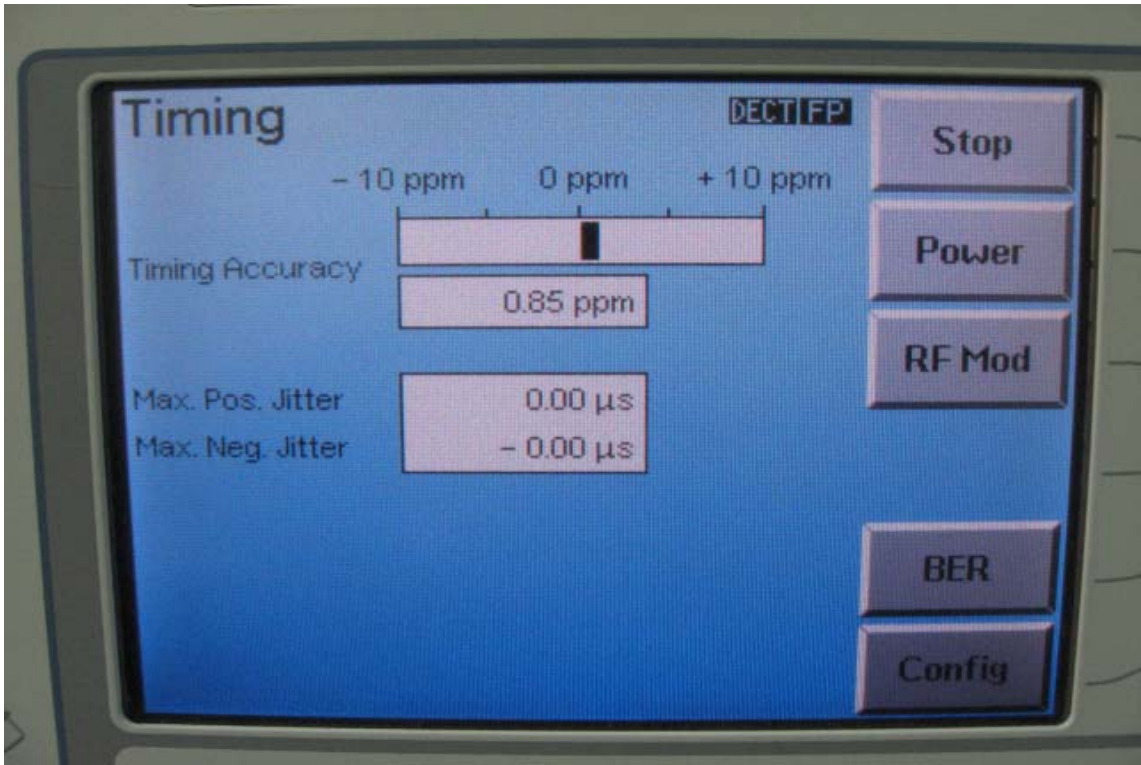 Timing
DECT FP
Stop
– 10 ppm 0 ppm + 10 ppm
Power
Timing Accuracy
0.85 ppm
RF Mod
Max. Pos. Jitter 0.00 µs
Max. Neg. Jitter – 0.00 µs
BER
Config